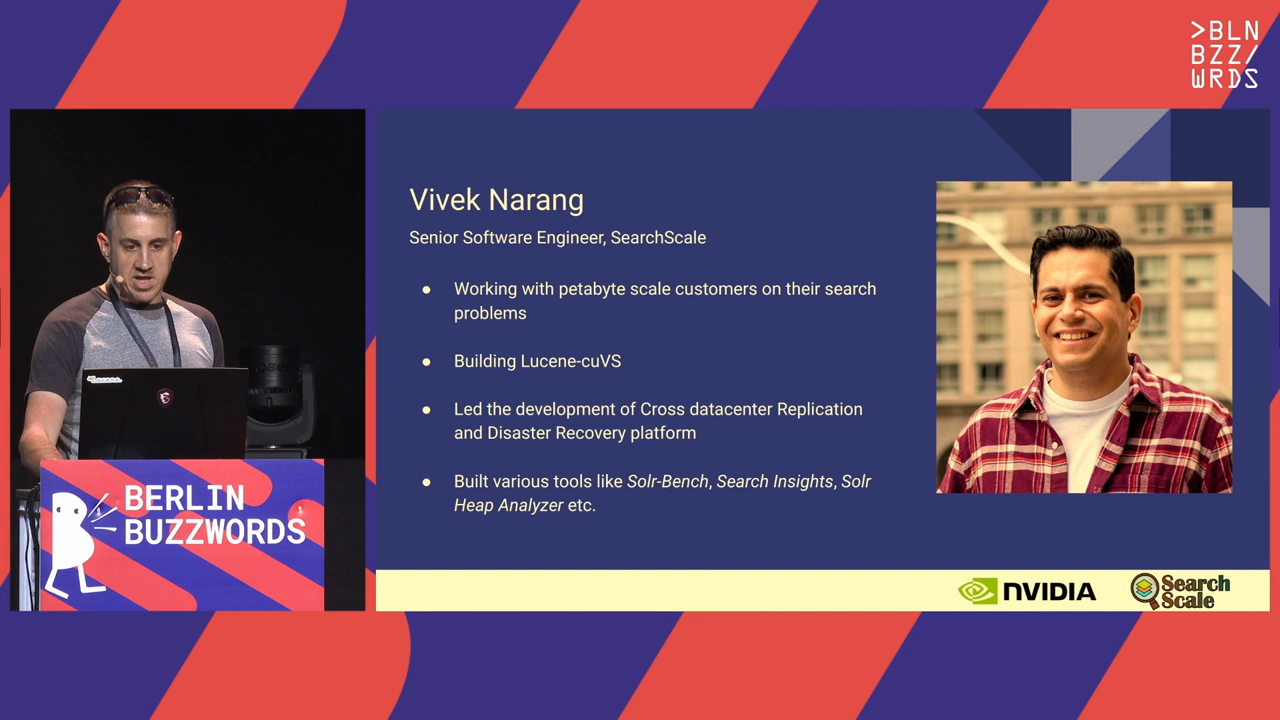 >BLN
BZZ/
WRDS
Vivek Narang
Senior Software Engineer, SearchScale
● Working with petabyte scale customers on their search
problems
● Building Lucene-cuVS
● Led the development of Cross datacenter Replication
and Disaster Recovery platform
● Built various tools like Solr-Bench, Search Insights, Solr
Heap Analyzer etc.
BERLIN
BUZZWORDS
NVIDIA
Search
Scale